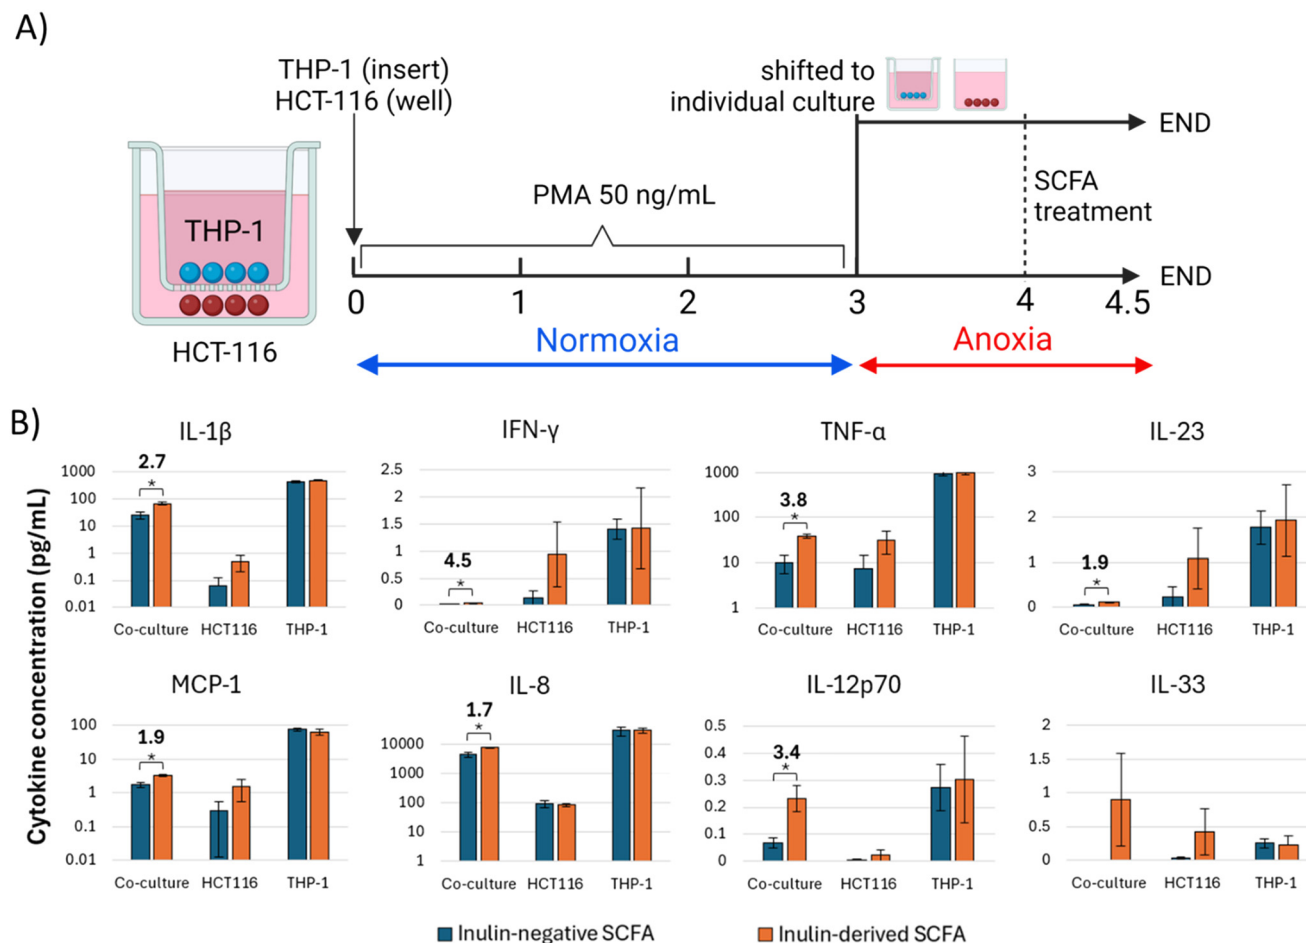 A)
THP-1 (insert)
HCT-116 (well)
shifted to
individual culture
END
THP-1
PMA 50 ng/mL
SCFA
treatment
END
0 1 2 3 4 4.5
HCT-116
Normoxia
Anoxia
B)
Cytokine concentration (pg/mL)
IL-1β
1000
100
10
1
0.1
0.01
2.7
*
Co-culture HCT116 THP-1
IFN-γ
2.5
2
1.5
1
0.5
0
4.5
*
Co-culture HCT116 THP-1
TNF-α
1000
100
10
1
3.8
*
Co-culture HCT116 THP-1
IL-23
3
2
1
0
1.9
*
Co-culture HCT116 THP-1
MCP-1
100
10
1
0.1
0.01
1.9
*
Co-culture HCT116 THP-1
IL-8
10000
1000
100
10
1
1.7
*
Co-culture HCT116 THP-1
IL-12p70
0.5
0.4
0.3
0.2
0.1
0
3.4
*
Co-culture HCT116 THP-1
IL-33
2
1.5
1
0.5
0
Co-culture HCT116 THP-1
Inulin-negative SCFA
Inulin-derived SCFA